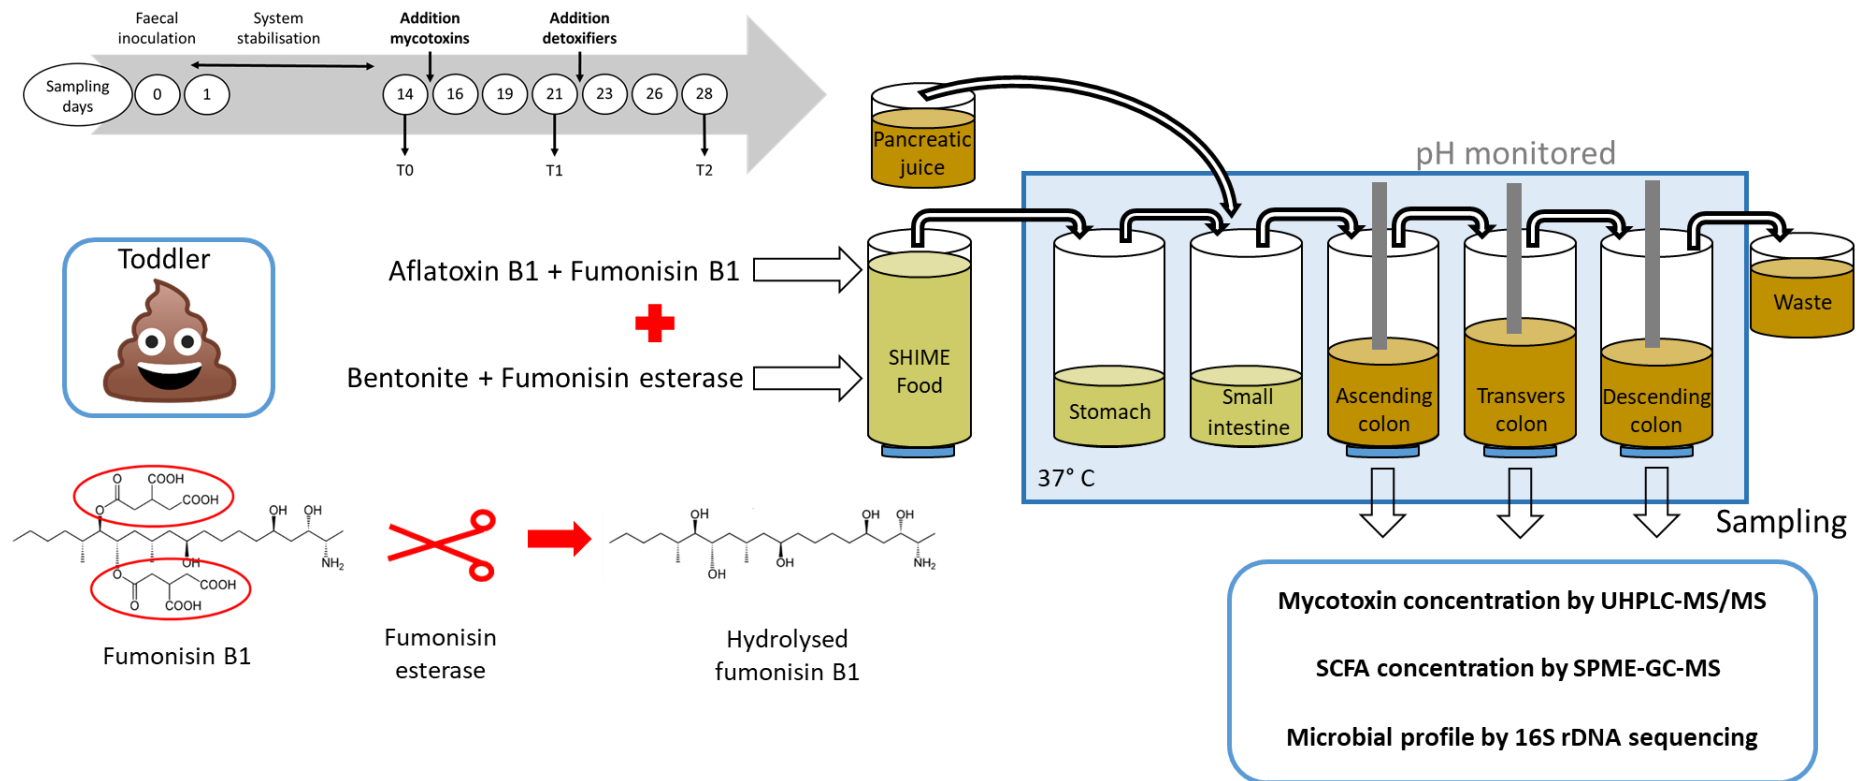 Faecal
inoculation
System
stabilisation
Addition
mycotoxins
Addition
detoxifiers
Sampling
days
0
1
14
16
19
21
23
26
28
T0
T1
T2
Pancreatic
juice
pH monitored
Toddler
Aflatoxin B1 + Fumonisin B1
Bentonite + Fumonisin esterase
SHIME
Food
Stomach
Small
intestine
Ascending
colon
Transvers
colon
Descending
colon
Waste
37° C
Sampling
O
COOH
COOH
O
OH
OH
OH
NH₂
O
O
COOH
COOH
Fumonisin B1
Fumonisin
esterase
OH
OH
OH
OH
OH
NH₂
Hydrolysed
fumonisin B1
Mycotoxin concentration by UHPLC-MS/MS
SCFA concentration by SPME-GC-MS
Microbial profile by 16S rDNA sequencing